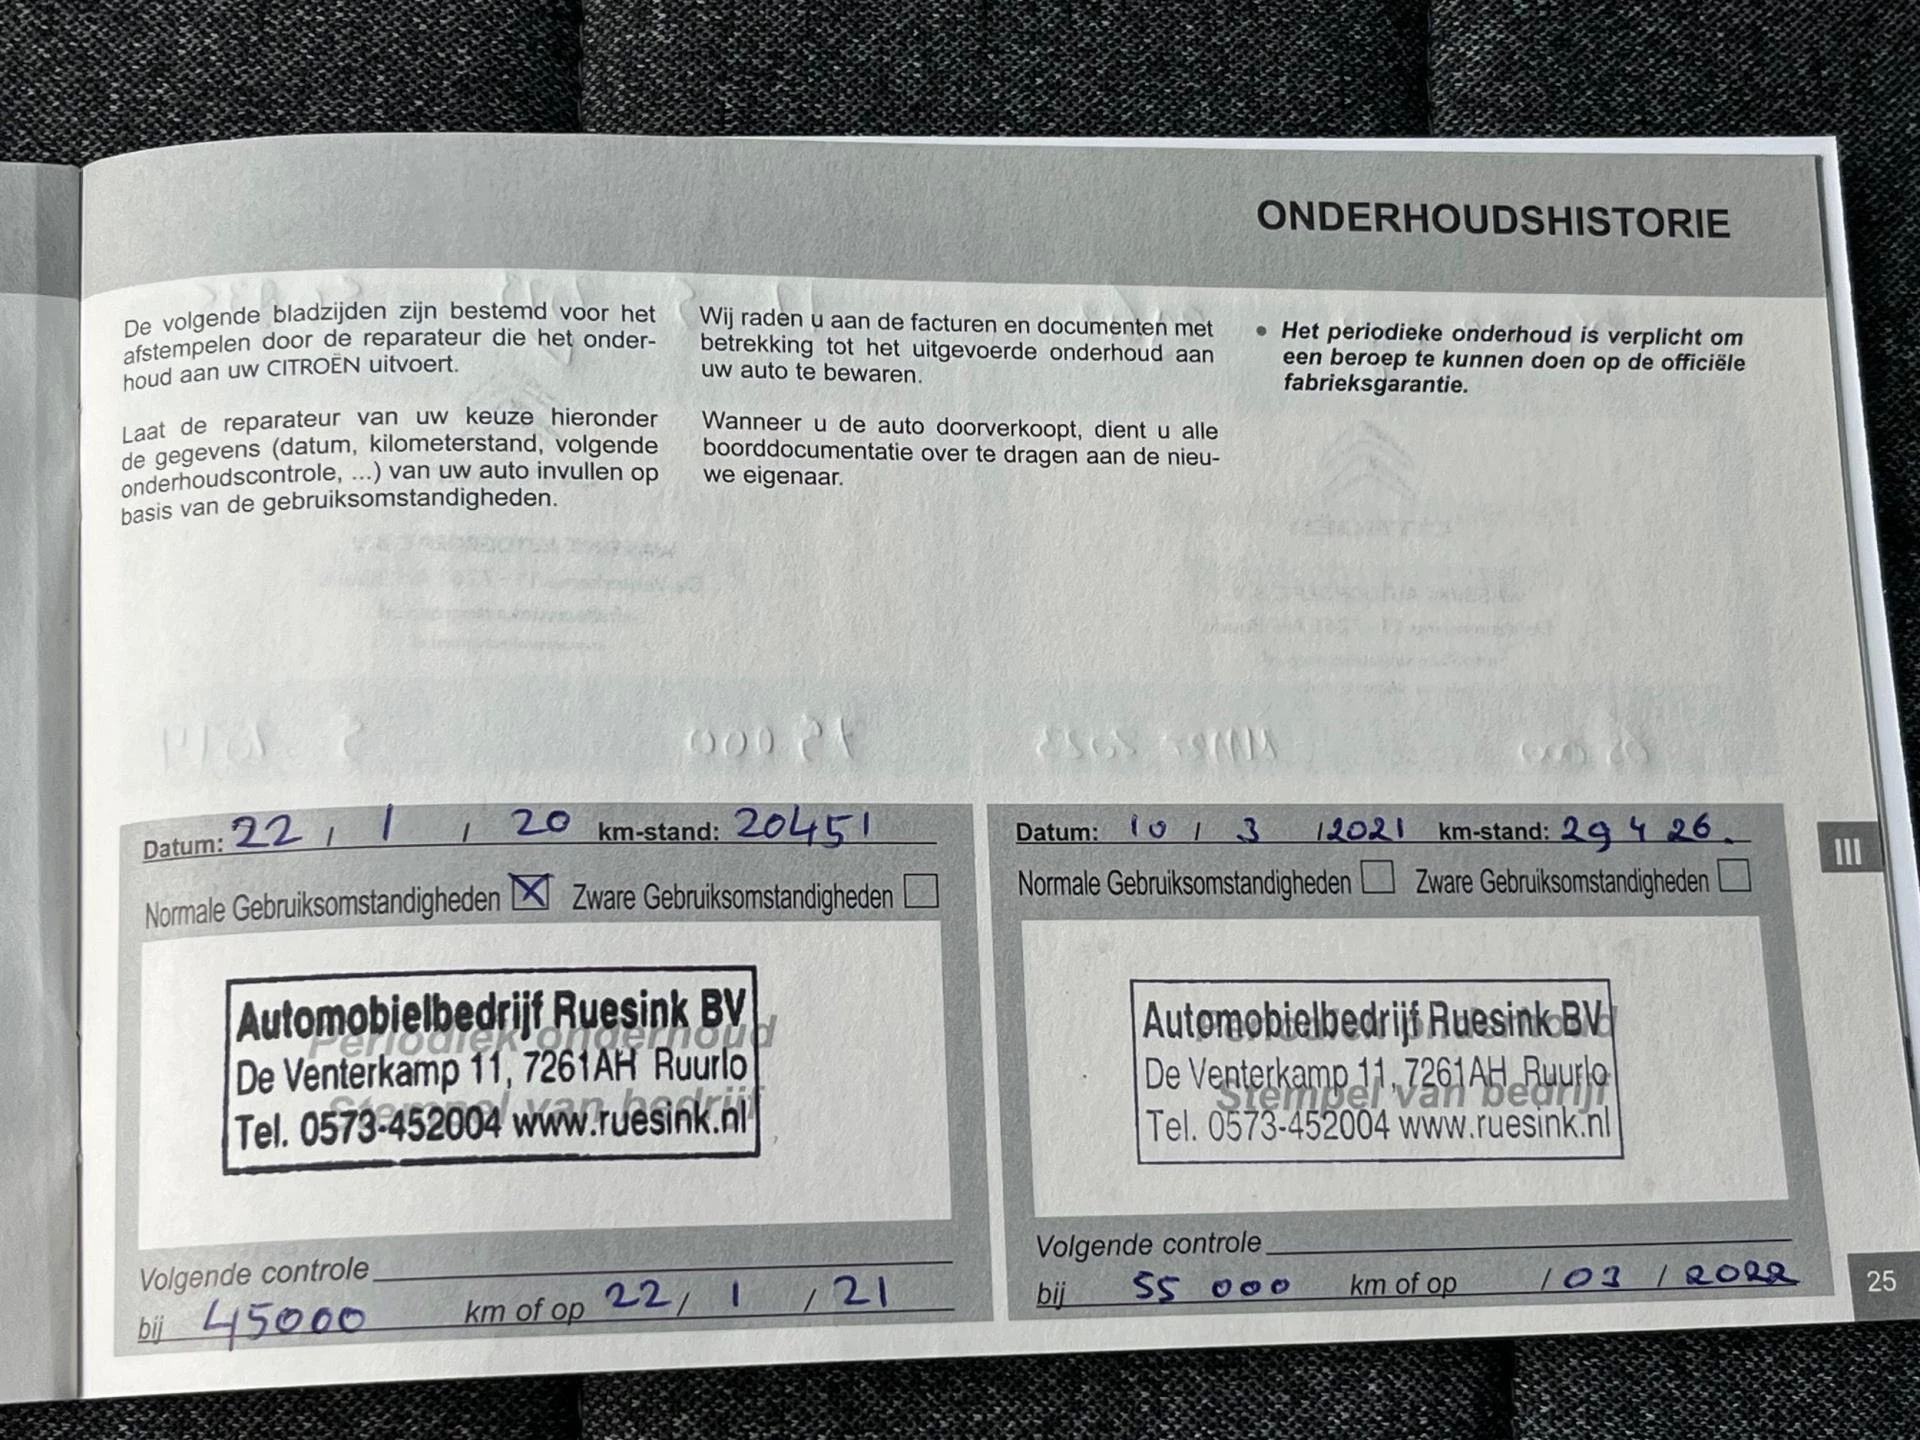 ONDERHOUDSHISTORIE
De volgende bladzijden zijn bestemd voor het
afstempelen door de reparateur die het onder-
houd aan uw CITROËN uitvoert.
Laat de reparateur van uw keuze hieronder
de gegevens (datum, kilometerstand, volgende
onderhoudscontrole, ...) van uw auto invullen op
basis van de gebruiksomstandigheden.
Wij raden u aan de facturen en documenten met
betrekking tot het uitgevoerde onderhoud aan
uw auto te bewaren.
Wanneer u de auto doorverkoopt, dient u alle
boorddocumentatie over te dragen aan de nieu-
we eigenaar.
• Het periodieke onderhoud is verplicht om
een beroep te kunnen doen op de officiële
fabrieksgarantie.
Datum: 22 / 1 / 20 km-stand: 20451
Normale Gebruiksomstandigheden X Zware Gebruiksomstandigheden
Periodiek onderhoud
Stempel van bedrijf
Automobielbedrijf Ruesink BV
De Venterkamp 11, 7261AH Ruurlo
Tel. 0573-452004 www.ruesink.nl
Volgende controle
bij 45000 km of op 22 / 1 / 21
Datum: 10 / 3 / 2021 km-stand: 29426.
Normale Gebruiksomstandigheden Zware Gebruiksomstandigheden
Periodiek onderhoud
Stempel van bedrijf
Automobielbedrijf Ruesink BV
De Venterkamp 11, 7261AH Ruurlo
Tel. 0573-452004 www.ruesink.nl
Volgende controle
bij 55 000 km of op / 03 / 2022
III
25